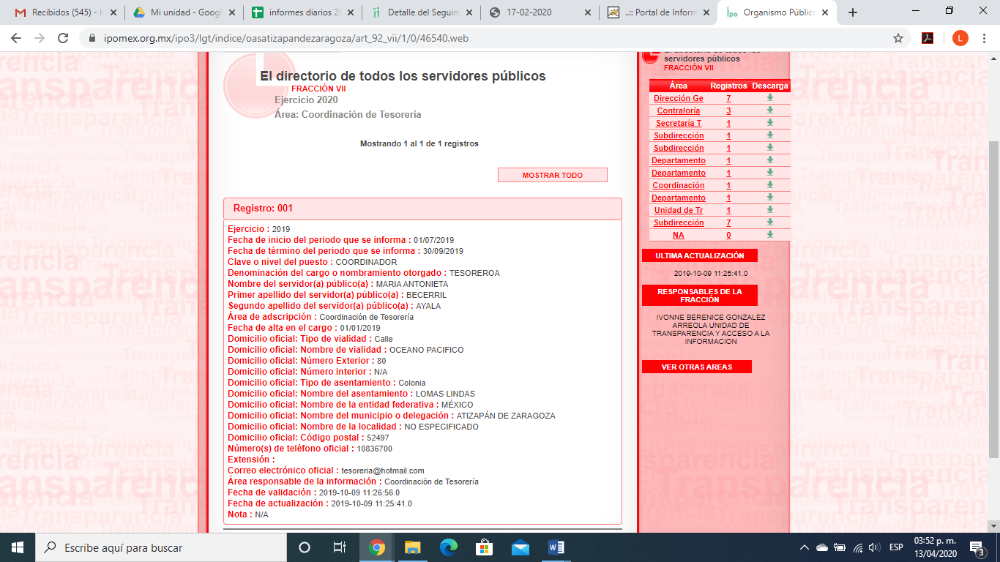 Recibidos (545) - I
Mi unidad - Goog
informes diarios 20
Detalle del Seguim
17-02-2020
..:: Portal de Inform
Organismo Público
ipomex.org.mx/ipo3/lgt/indice/oasatizapandezaragoza/art_92_vii/1/0/46540.web
L
El directorio de todos los servidores públicos
FRACCIÓN VII
Ejercicio 2020
Área: Coordinación de Tesorería
Mostrando 1 al 1 de 1 registros
MOSTRAR TODO
Registro: 001
Ejercicio : 2019
Fecha de inicio del periodo que se informa : 01/07/2019
Fecha de término del periodo que se informa : 30/09/2019
Clave o nivel del puesto : COORDINADOR
Denominación del cargo o nombramiento otorgado : TESOREROA
Nombre del servidor(a) público(a) : MARIA ANTONIETA
Primer apellido del servidor(a) público(a) : BECERRIL
Segundo apellido del servidor(a) público(a) : AYALA
Área de adscripción : Coordinación de Tesorería
Fecha de alta en el cargo : 01/01/2019
Domicilio oficial: Tipo de vialidad : Calle
Domicilio oficial: Nombre de vialidad : OCEANO PACIFICO
Domicilio oficial: Número Exterior : 80
Domicilio oficial: Número interior : N/A
Domicilio oficial: Tipo de asentamiento : Colonia
Domicilio oficial: Nombre del asentamiento : LOMAS LINDAS
Domicilio oficial: Nombre de la entidad federativa : MÉXICO
Domicilio oficial: Nombre del municipio o delegación : ATIZAPÁN DE ZARAGOZA
Domicilio oficial: Nombre de la localidad : NO ESPECIFICADO
Domicilio oficial: Código postal : 52497
Número(s) de teléfono oficial : 10836700
Extensión :
Correo electrónico oficial : tesoreria@hotmail.com
Área responsable de la información : Coordinación de Tesorería
Fecha de validación : 2019-10-09 11:26:56.0
Fecha de actualización : 2019-10-09 11:25:41.0
Nota : N/A
El directorio de todos los
servidores públicos
FRACCIÓN VII
Área Registros Descarga
Dirección Ge 7
Contraloría 3
Secretaría T 1
Subdirección 1
Subdirección 1
Departamento 1
Departamento 1
Coordinación 1
Departamento 1
Unidad de Tr 1
Subdirección 7
NA 0
ULTIMA ACTUALIZACIÓN
2019-10-09 11:25:41.0
RESPONSABLES DE LA
FRACCIÓN
IVONNE BERENICE GONZALEZ
ARREOLA UNIDAD DE
TRANSPARENCIA Y ACCESO A LA
INFORMACION
VER OTRAS AREAS
Escribe aquí para buscar
ESP
03:52 p. m.
13/04/2020
3